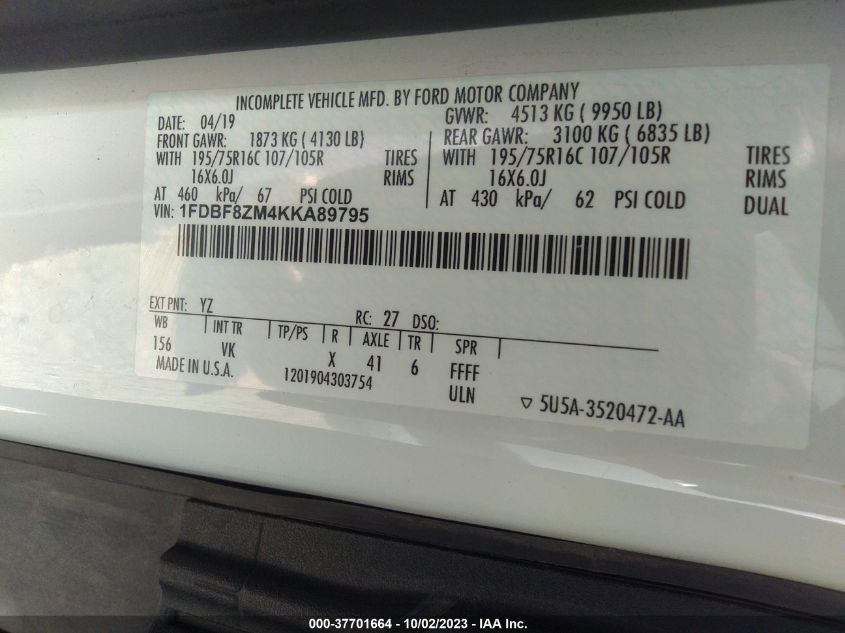 INCOMPLETE VEHICLE MFD. BY FORD MOTOR COMPANY
DATE: 04/19 GVWR: 4513 KG ( 9950 LB)
FRONT GAWR: 1873 KG ( 4130 LB) REAR GAWR: 3100 KG ( 6835 LB)
WITH 195/75R16C 107/105R TIRES WITH 195/75R16C 107/105R TIRES
16X6.0J RIMS 16X6.0J RIMS
AT 460 kPa/ 67 PSI COLD AT 430 kPa/ 62 PSI COLD DUAL
VIN: 1FDBF8ZM4KKA89795
EXT PNT: YZ RC: 27 DSO:
WB INT TR TP/PS R AXLE TR SPR
156 VK X 41 6 FFFF
MADE IN U.S.A. 1201904303754 ULN
▽ 5U5A-3520472-AA
000-37701664 - 10/02/2023 - IAA Inc.